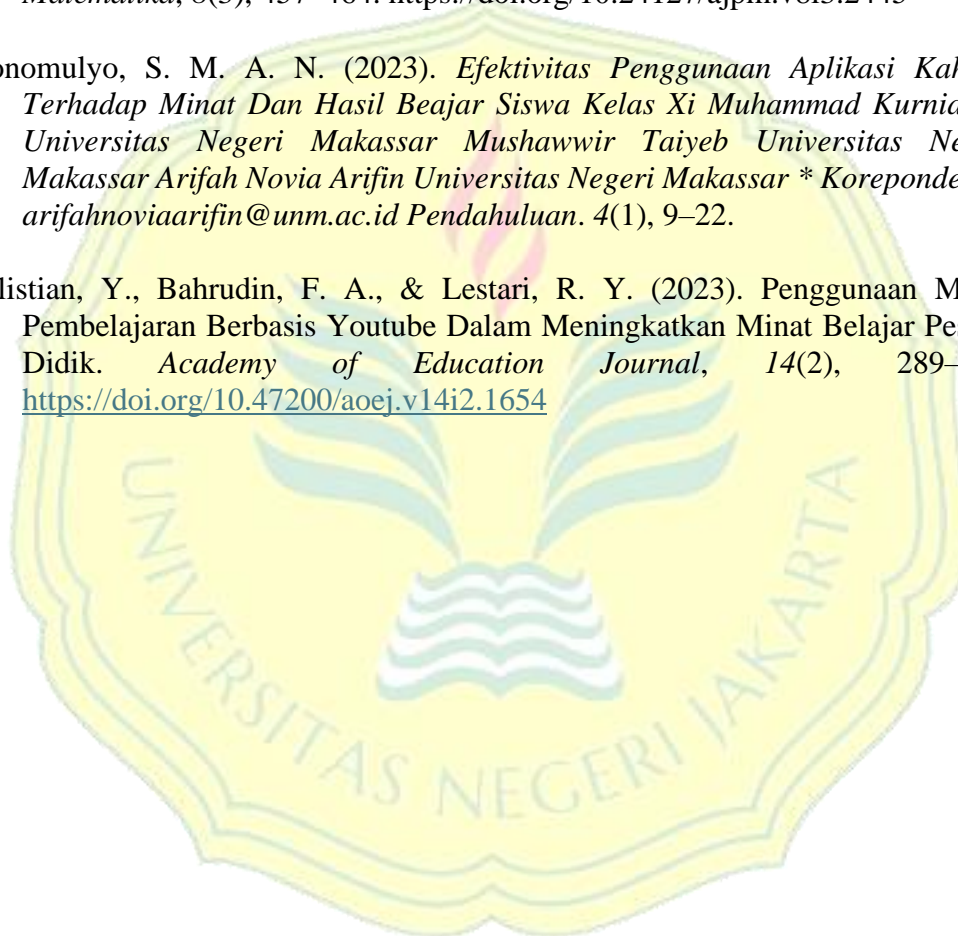 Matematika, 8(3), 457–464. https://doi.org/10.24127/ajpm.v8i3.2445
onomulyo, S. M. A. N. (2023). Efektivitas Penggunaan Aplikasi Kah
Terhadap Minat Dan Hasil Beajar Siswa Kelas Xi Muhammad Kurnia
Universitas Negeri Makassar Mushawwir Taiyeb Universitas Ne
Makassar Arifah Novia Arifin Universitas Negeri Makassar * Koreponde
arifahnoviaarifin@unm.ac.id Pendahuluan. 4(1), 9–22.
listian, Y., Bahrudin, F. A., & Lestari, R. Y. (2023). Penggunaan M
Pembelajaran Berbasis Youtube Dalam Meningkatkan Minat Belajar Pes
Didik. Academy of Education Journal, 14(2), 289–
https://doi.org/10.47200/aoej.v14i2.1654
UNIVERSITAS NEGERI JAKARTA